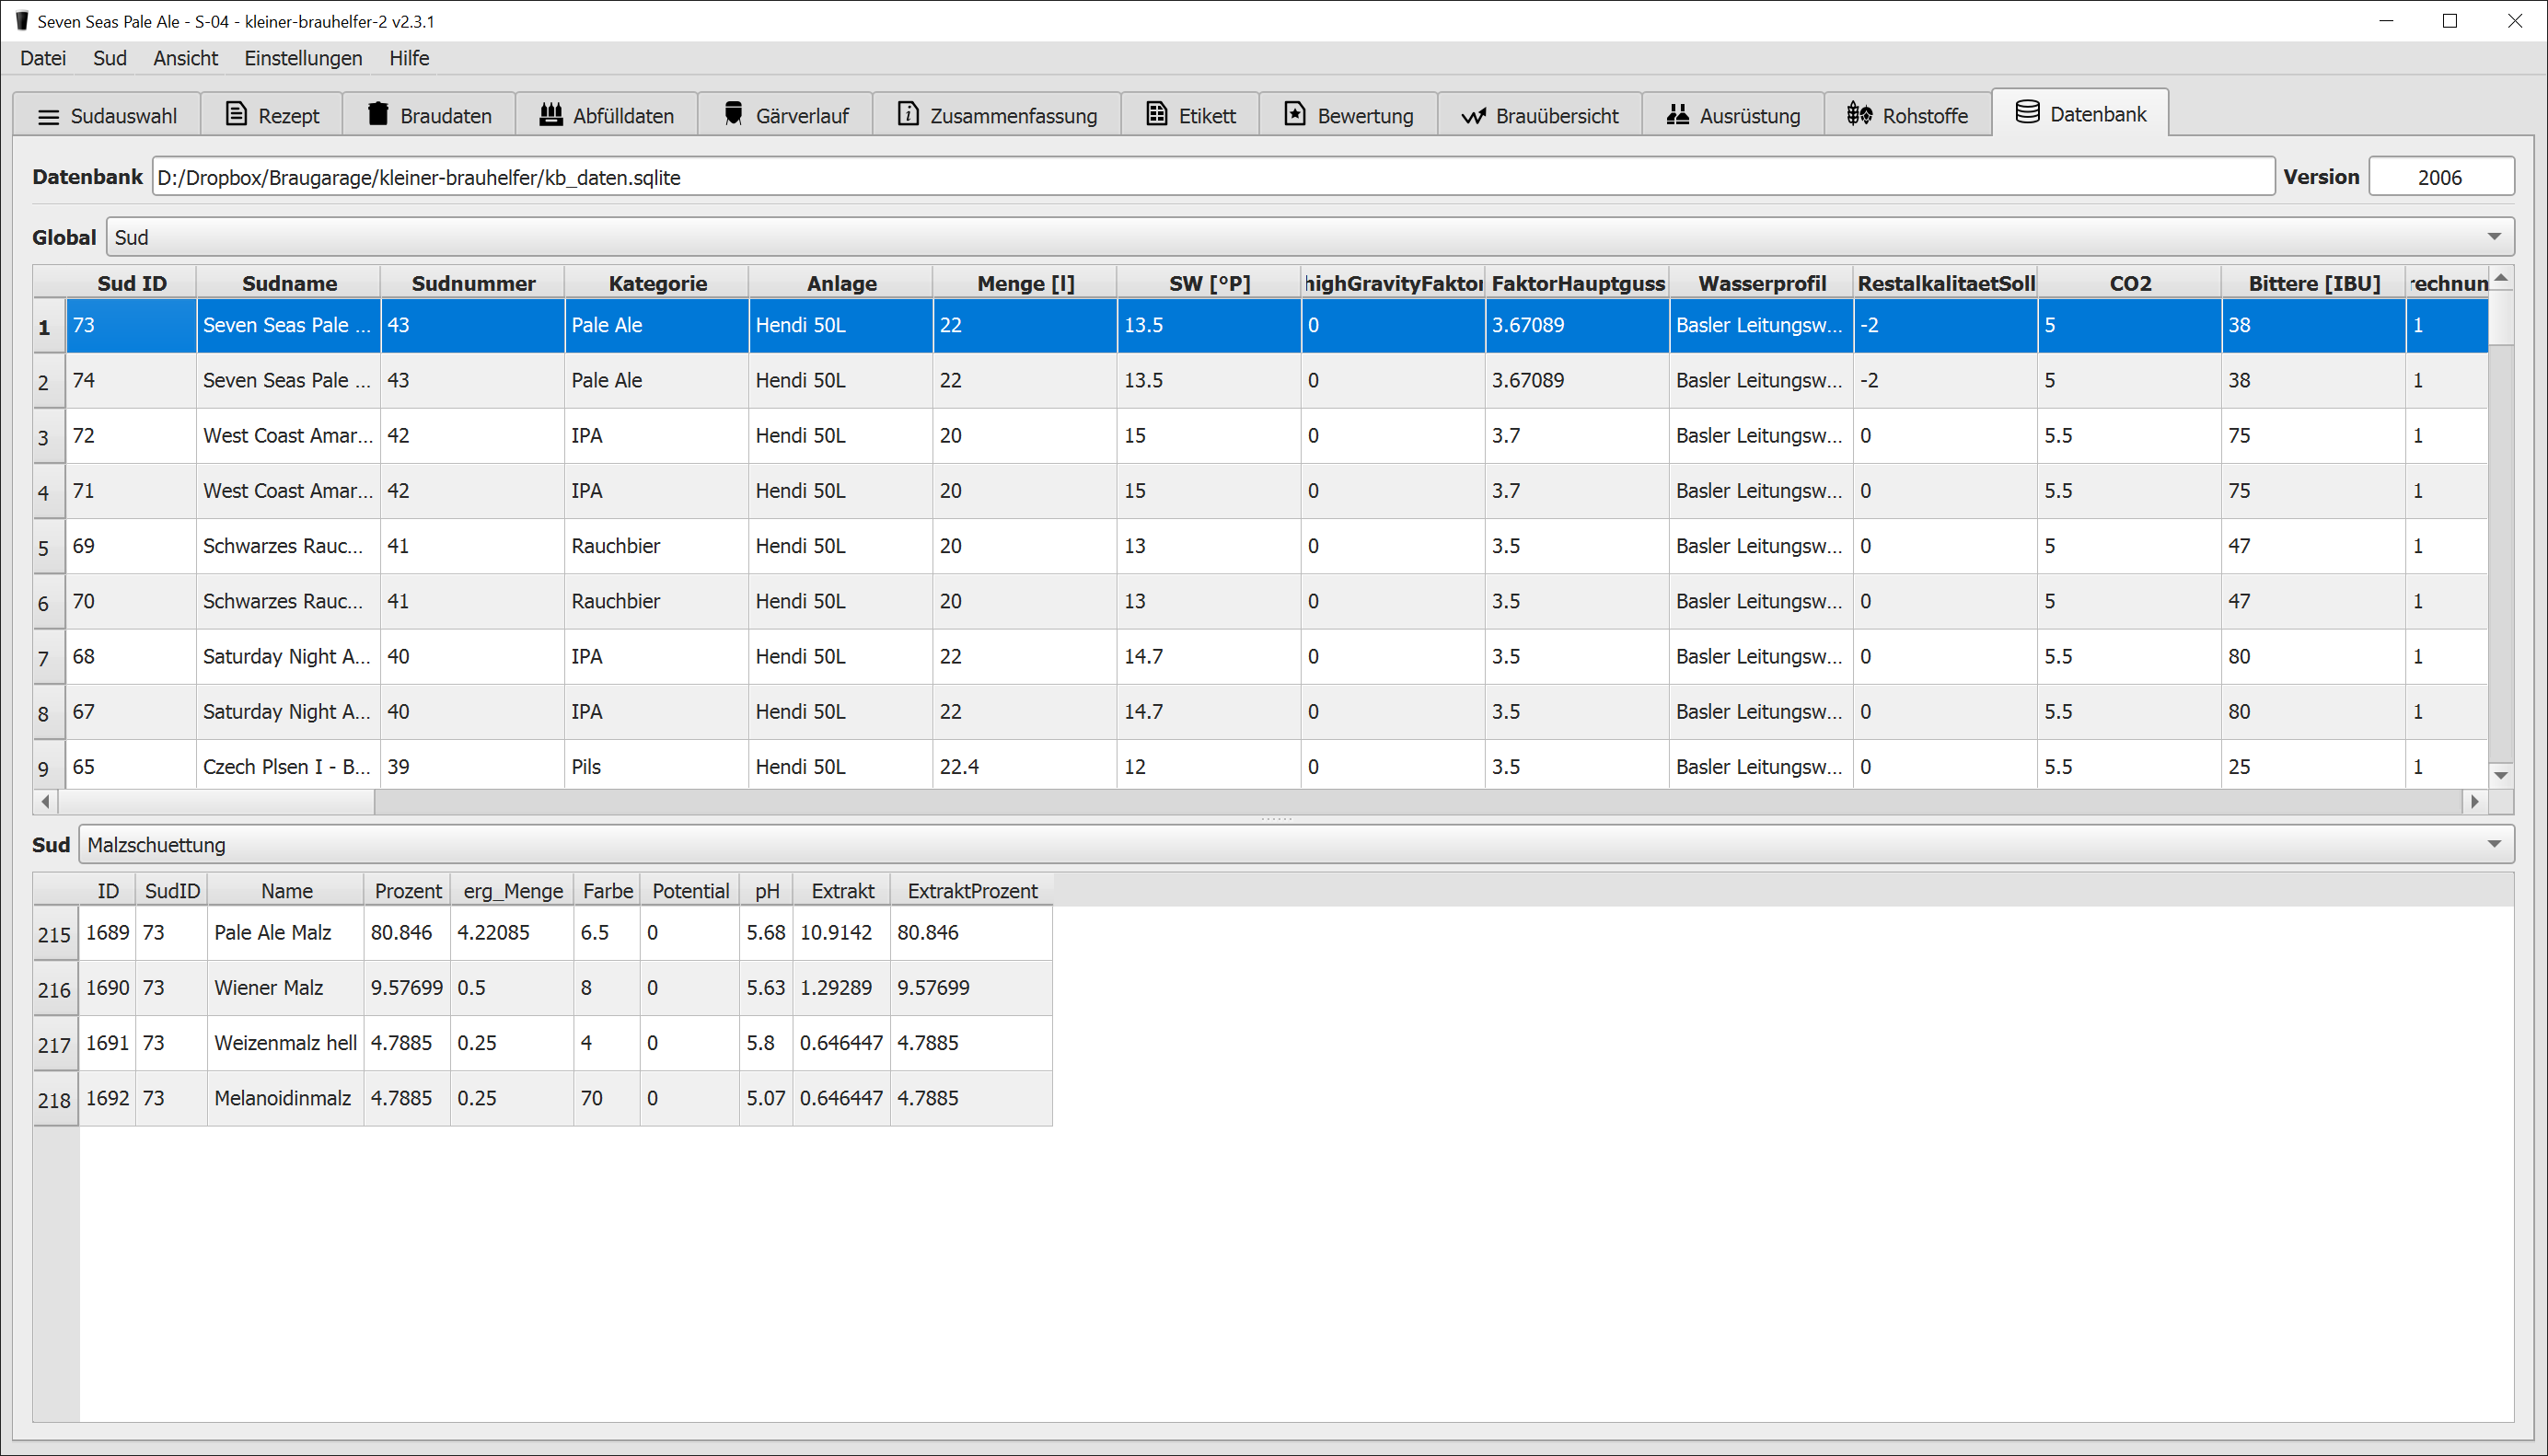 Seven Seas Pale Ale - S-04 - kleiner-brauhelfer-2 v2.3.1
Datei Sud Ansicht Einstellungen Hilfe
Sudauswahl Rezept Braudaten Abfülldaten Gärverlauf Zusammenfassung Etikett Bewertung Brauübersicht Ausrüstung Rohstoffe Datenbank
Datenbank D:/Dropbox/Braugarage/kleiner-brauhelfer/kb_daten.sqlite Version 2006
Global Sud
Sud ID Sudname Sudnummer Kategorie Anlage Menge [l] SW [°P] highGravityFaktor FaktorHauptguss Wasserprofil RestalkalitaetSoll CO2 Bittere [IBU] rechnun
1 73 Seven Seas Pale ... 43 Pale Ale Hendi 50L 22 13.5 0 3.67089 Basler Leitungsw... -2 5 38 1
2 74 Seven Seas Pale ... 43 Pale Ale Hendi 50L 22 13.5 0 3.67089 Basler Leitungsw... -2 5 38 1
3 72 West Coast Amar... 42 IPA Hendi 50L 20 15 0 3.7 Basler Leitungsw... 0 5.5 75 1
4 71 West Coast Amar... 42 IPA Hendi 50L 20 15 0 3.7 Basler Leitungsw... 0 5.5 75 1
5 69 Schwarzes Rauc... 41 Rauchbier Hendi 50L 20 13 0 3.5 Basler Leitungsw... 0 5 47 1
6 70 Schwarzes Rauc... 41 Rauchbier Hendi 50L 20 13 0 3.5 Basler Leitungsw... 0 5 47 1
7 68 Saturday Night A... 40 IPA Hendi 50L 22 14.7 0 3.5 Basler Leitungsw... 0 5.5 80 1
8 67 Saturday Night A... 40 IPA Hendi 50L 22 14.7 0 3.5 Basler Leitungsw... 0 5.5 80 1
9 65 Czech Plsen I - B... 39 Pils Hendi 50L 22.4 12 0 3.5 Basler Leitungsw... 0 5.5 25 1
Sud Malzschuettung
ID SudID Name Prozent erg_Menge Farbe Potential pH Extrakt ExtraktProzent
215 1689 73 Pale Ale Malz 80.846 4.22085 6.5 0 5.68 10.9142 80.846
216 1690 73 Wiener Malz 9.57699 0.5 8 0 5.63 1.29289 9.57699
217 1691 73 Weizenmalz hell 4.7885 0.25 4 0 5.8 0.646447 4.7885
218 1692 73 Melanoidinmalz 4.7885 0.25 70 0 5.07 0.646447 4.7885